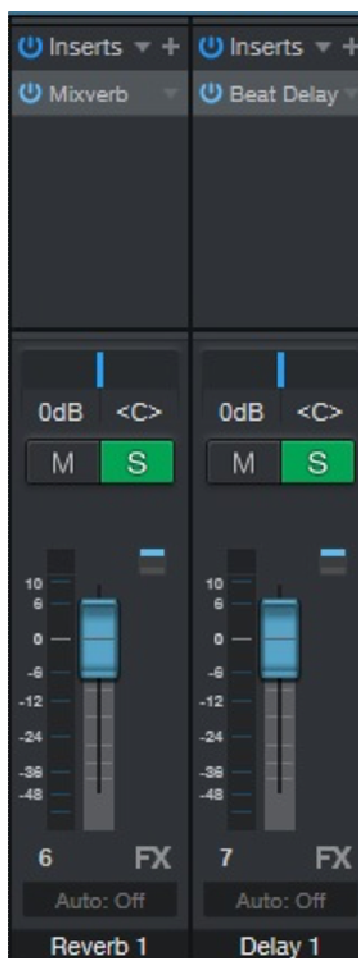 Inserts
Mixverb
0dB <C>
M S
10
6
0
-6
-12
-24
-36
-48
6 FX
Auto: Off
Reverb 1
Inserts
Beat Delay
0dB <C>
M S
10
6
0
-6
-12
-24
-36
-48
7 FX
Auto: Off
Delay 1